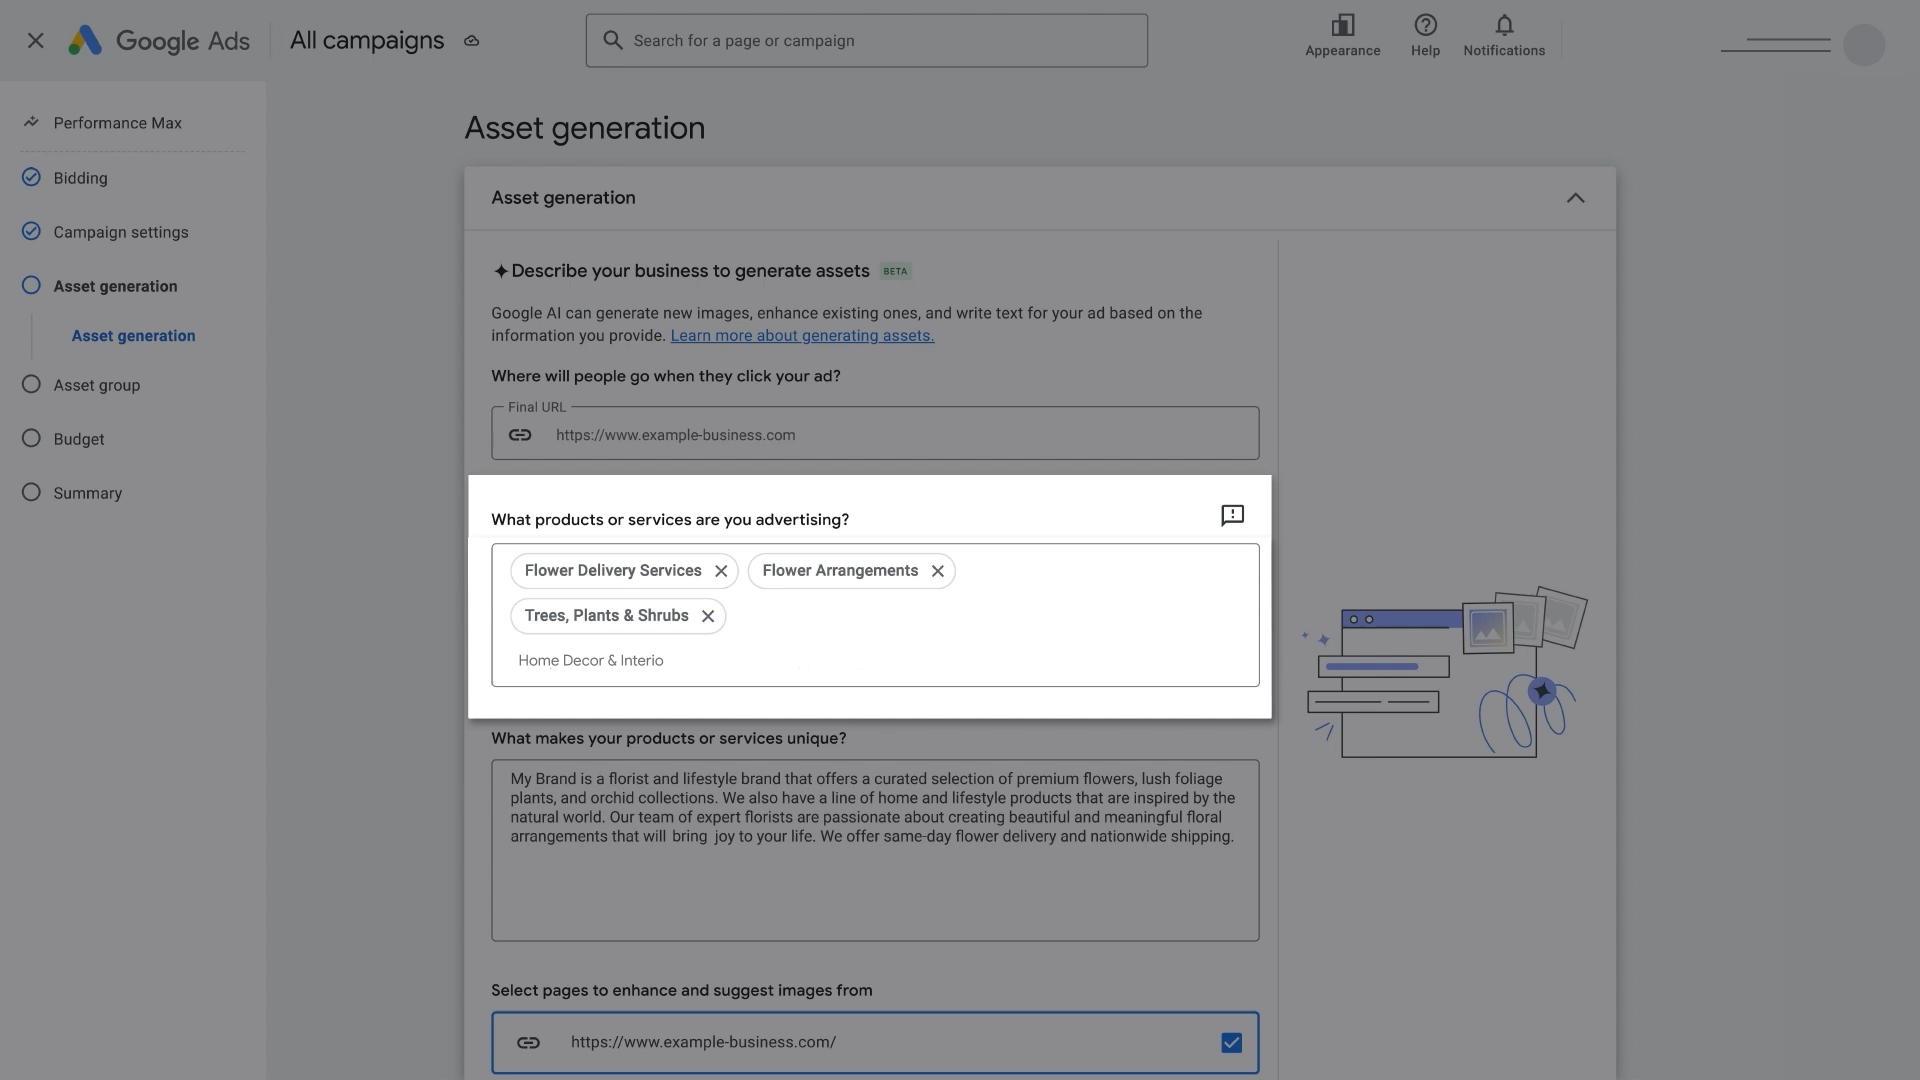 Google Ads
All campaigns
Search for a page or campaign
Appearance
Help
Notifications
Performance Max
Bidding
Campaign settings
Asset generation
Asset generation
Asset group
Budget
Summary
Asset generation
Asset generation
Describe your business to generate assets BETA
Google AI can generate new images, enhance existing ones, and write text for your ad based on the
information you provide. Learn more about generating assets.
Where will people go when they click your ad?
Final URL
https://www.example-business.com
What products or services are you advertising?
Flower Delivery Services
Flower Arrangements
Trees, Plants & Shrubs
Home Decor & Interio
What makes your products or services unique?
My Brand is a florist and lifestyle brand that offers a curated selection of premium flowers, lush foliage
plants, and orchid collections. We also have a line of home and lifestyle products that are inspired by the
natural world. Our team of expert florists are passionate about creating beautiful and meaningful floral
arrangements that will bring joy to your life. We offer same-day flower delivery and nationwide shipping.
Select pages to enhance and suggest images from
https://www.example-business.com/